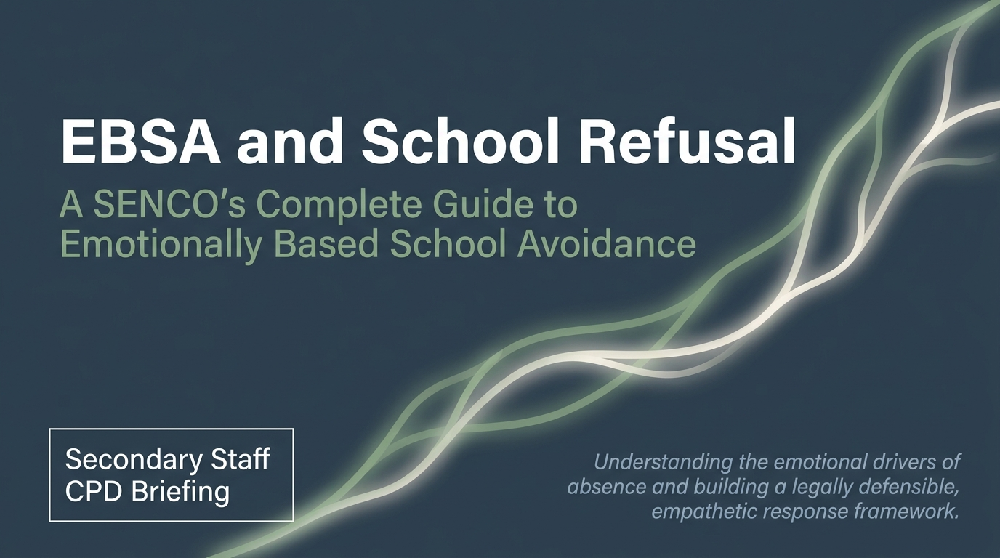 EBSA and School Refusal
A SENCO’s Complete Guide to
Emotionally Based School Avoidance
Secondary Staff
CPD Briefing
Understanding the emotional drivers of
absence and building a legally defensible,
empathetic response framework.